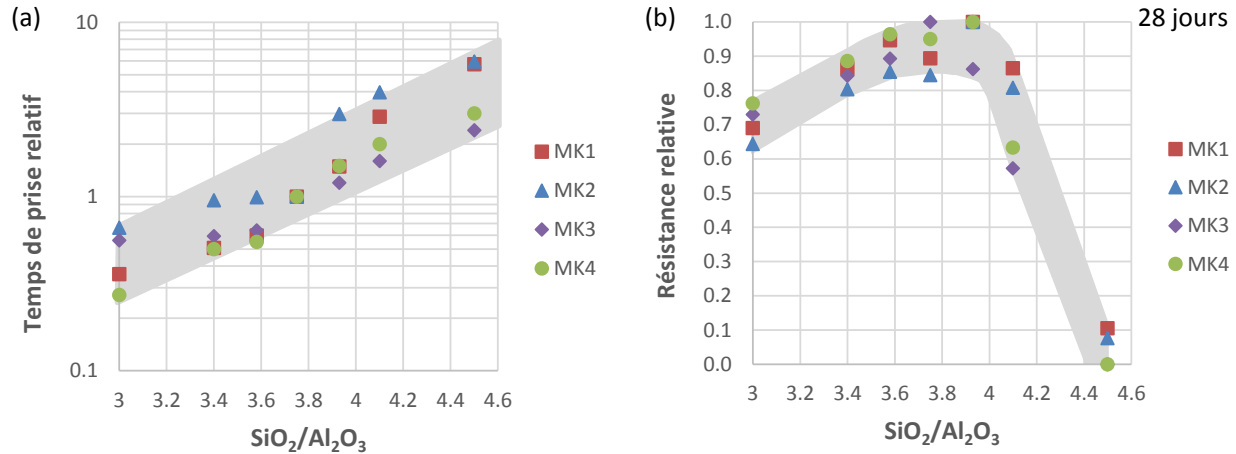 (a)
10
1
0.1
Temps de prise relatif
3 3.2 3.4 3.6 3.8 4 4.2 4.4 4.6
SiO₂/Al₂O₃
MK1
MK2
MK3
MK4
(b)
28 jours
1.0
0.9
0.8
0.7
0.6
0.5
0.4
0.3
0.2
0.1
0.0
Résistance relative
3 3.2 3.4 3.6 3.8 4 4.2 4.4 4.6
SiO₂/Al₂O₃
MK1
MK2
MK3
MK4